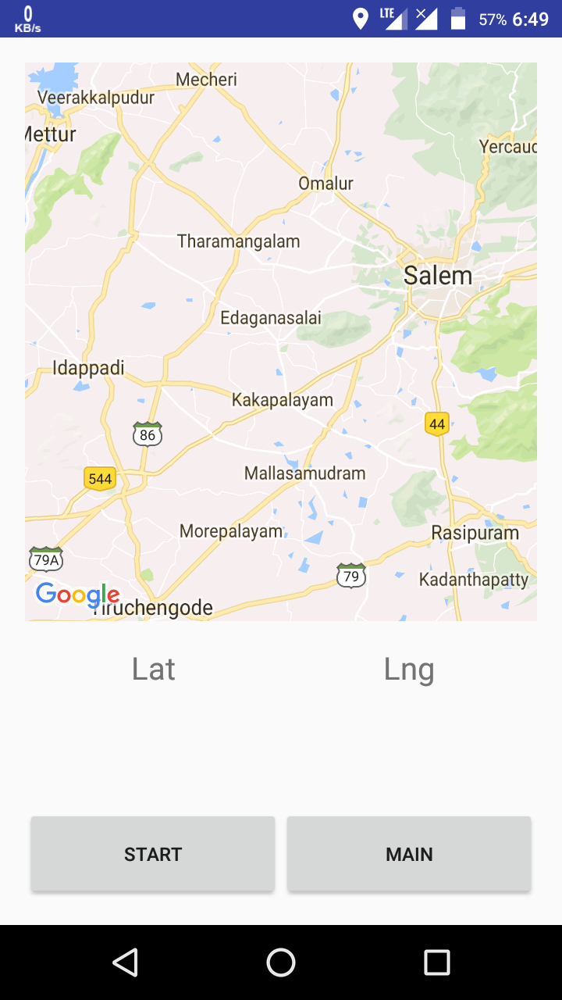 0
KB/s
LTE
57% 6:49
Mecheri
Veerakkalpudur
Mettur
Yercauc
Omalur
Tharamangalam
Salem
Edaganasalai
Idappadi
Kakapalayam
44
86
544
Mallasamudram
Morepalayam
Rasipuram
79A
79
Kadanthapatty
Google
Tiruchengode
Lat Lng
START MAIN